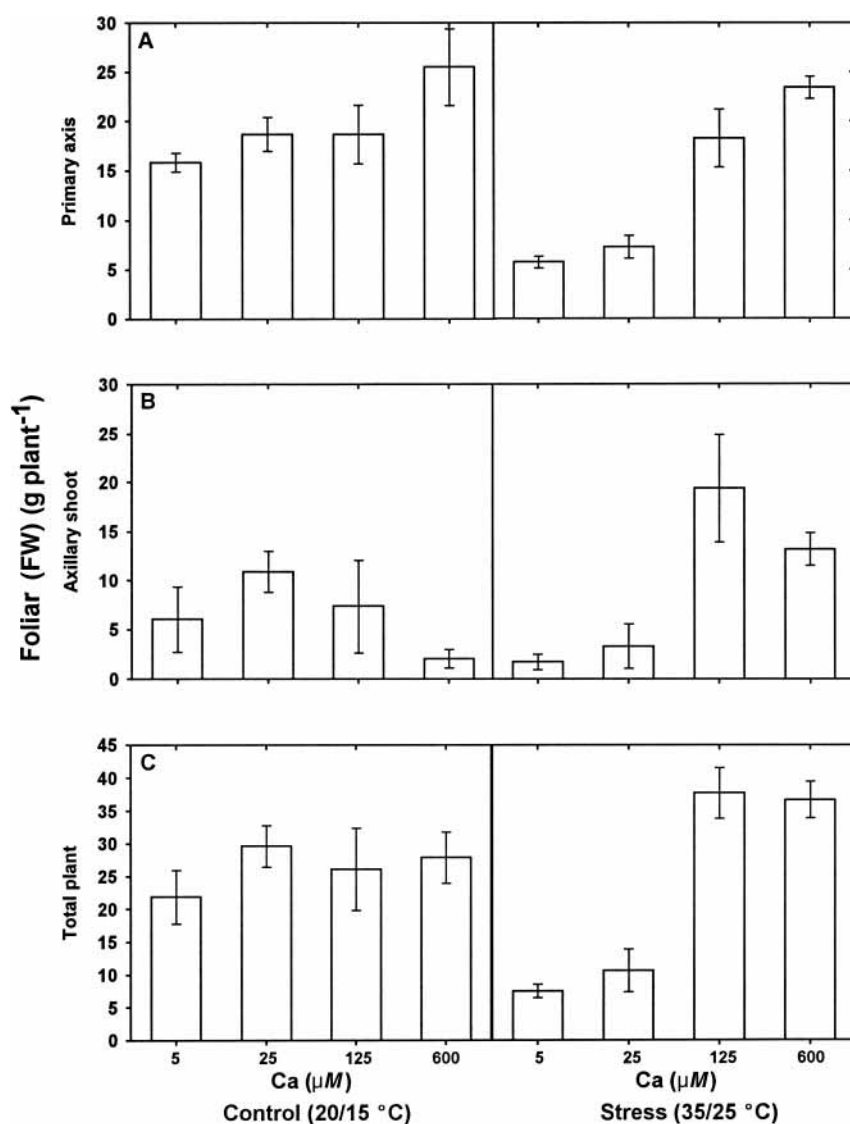 A
30
25
20
15
10
5
0
Primary axis
B
30
25
20
15
10
5
0
Axillary shoot
Foliar (FW) (g plant-1)
C
45
40
35
30
25
20
15
10
5
0
Total plant
5 25 125 600 5 25 125 600
Ca (µM) Ca (µM)
Control (20/15 °C) Stress (35/25 °C)